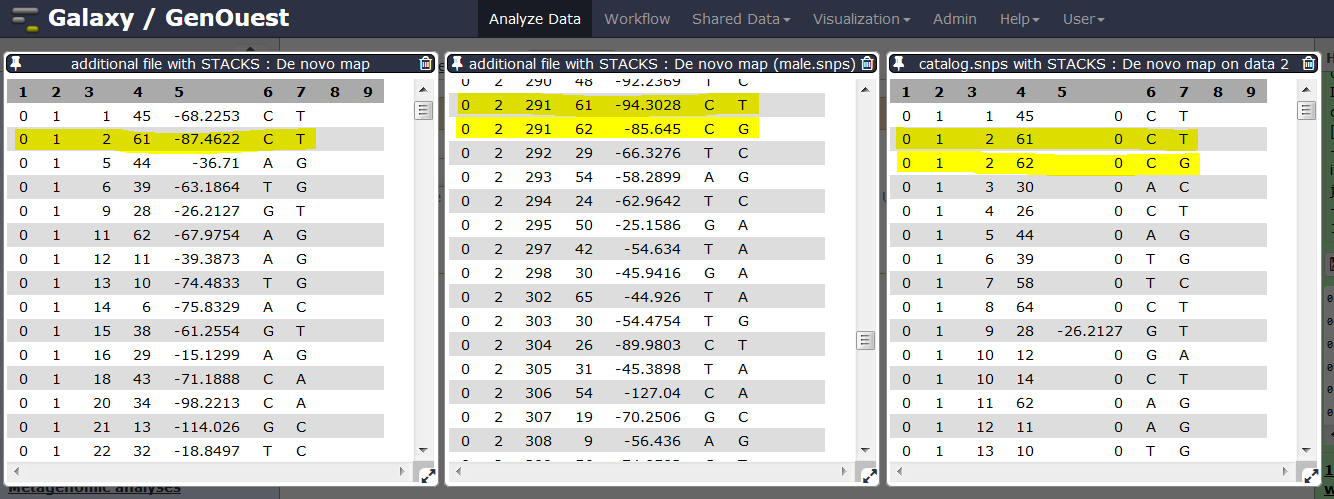 Galaxy / GenOuest Analyze Data Workflow Shared Data Visualization Admin Help User
additional file with STACKS : De novo map
1 2 3 4 5 6 7 8 9
0 1 1 45 -68.2253 C T
0 1 2 61 -87.4622 C T
0 1 5 44 -36.71 A G
0 1 6 39 -63.1864 T G
0 1 9 28 -26.2127 G T
0 1 11 62 -67.9754 A G
0 1 12 11 -39.3873 A G
0 1 13 10 -74.4833 T G
0 1 14 6 -75.8329 A C
0 1 15 38 -61.2554 G T
0 1 16 29 -15.1299 A G
0 1 18 43 -71.1888 C A
0 1 20 34 -98.2213 C A
0 1 21 13 -114.026 G C
0 1 22 32 -18.8497 T C
additional file with STACKS : De novo map (male.snps)
0 2 290 48 -92.2369 T C
0 2 291 61 -94.3028 C T
0 2 291 62 -85.645 C G
0 2 292 29 -66.3276 T C
0 2 293 54 -58.2899 A G
0 2 294 24 -62.9642 T C
0 2 295 50 -25.1586 G A
0 2 297 42 -54.634 T A
0 2 298 30 -45.9416 G A
0 2 302 65 -44.926 T A
0 2 303 30 -54.4754 T G
0 2 304 26 -89.9803 C T
0 2 305 31 -45.3898 T A
0 2 306 54 -127.04 C A
0 2 307 19 -70.2506 G C
0 2 308 9 -56.436 A G
catalog.snps with STACKS : De novo map on data 2
1 2 3 4 5 6 7 8 9
0 1 1 45 0 C T
0 1 2 61 0 C T
0 1 2 62 0 C G
0 1 3 30 0 A C
0 1 4 26 0 C T
0 1 5 44 0 A G
0 1 6 39 0 T G
0 1 7 58 0 T C
0 1 8 64 0 C T
0 1 9 28 -26.2127 G T
0 1 10 12 0 G A
0 1 10 14 0 C T
0 1 11 62 0 A G
0 1 12 11 0 A G
0 1 13 10 0 T G
Metagenomic analyses